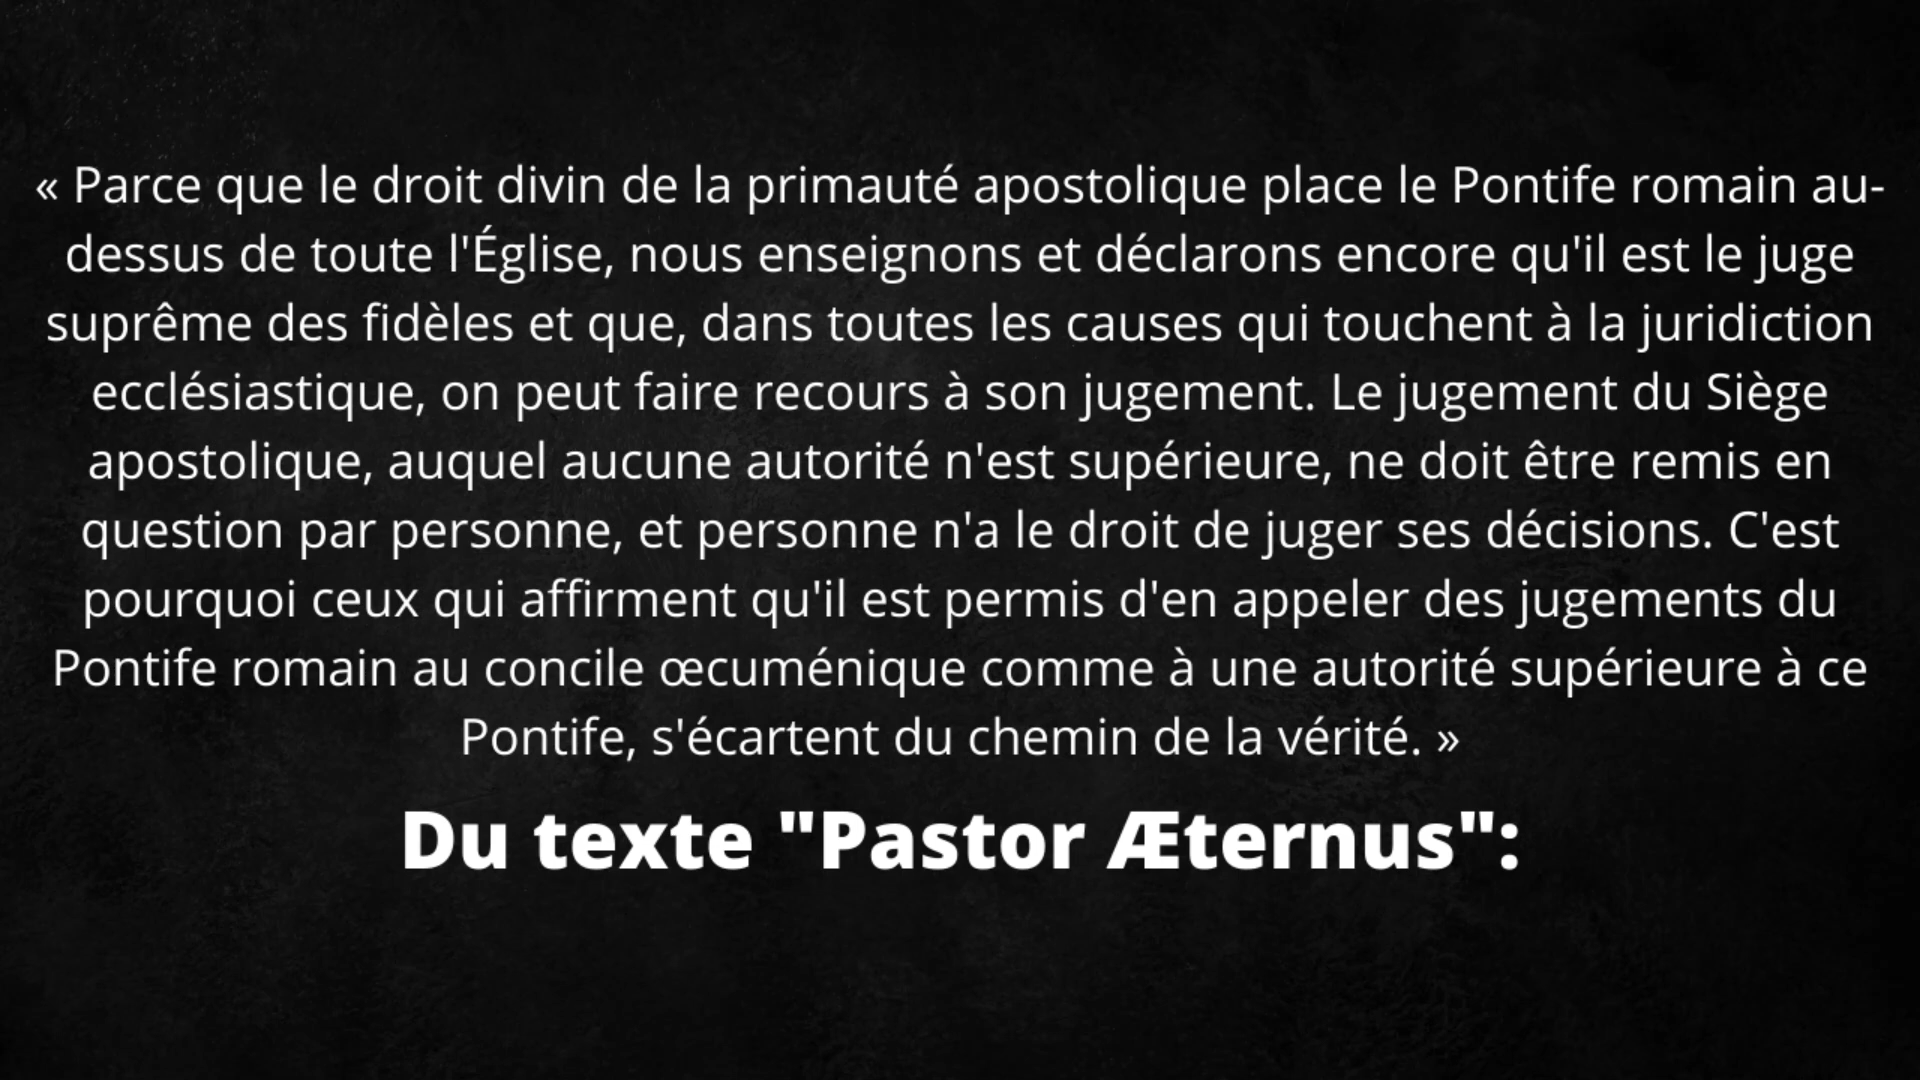 « Parce que le droit divin de la primauté apostolique place le Pontife romain au-
dessus de toute l'Église, nous enseignons et déclarons encore qu'il est le juge
suprême des fidèles et que, dans toutes les causes qui touchent à la juridiction
ecclésiastique, on peut faire recours à son jugement. Le jugement du Siège
apostolique, auquel aucune autorité n'est supérieure, ne doit être remis en
question par personne, et personne n'a le droit de juger ses décisions. C'est
pourquoi ceux qui affirment qu'il est permis d'en appeler des jugements du
Pontife romain au concile œcuménique comme à une autorité supérieure à ce
Pontife, s'écartent du chemin de la vérité. »
Du texte "Pastor Æternus":